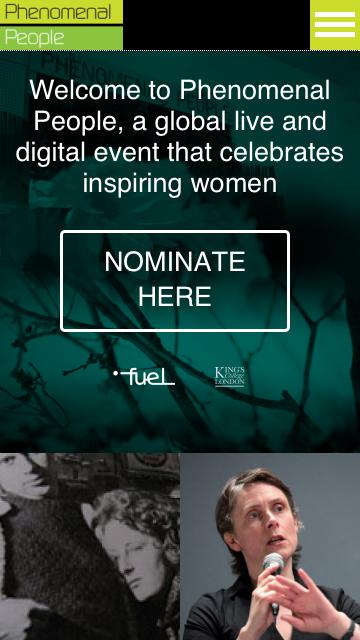 Phenomenal
People
PHENOMENAL
Welcome to Phenomenal
People, a global live and
digital event that celebrates
inspiring women
NOMINATE
HERE
fuel
KING'S
College
LONDON